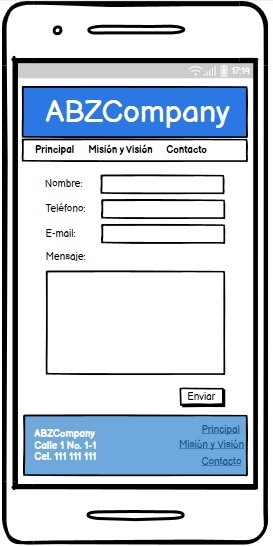 17:19
ABZCompany
Principal Misión y Visión Contacto
Nombre:
Teléfono:
E-mail:
Mensaje:
Enviar
ABZCompany
Calle 1 No. 1-1
Cel. 111 111 111
Principal
Misión y Visión
Contacto